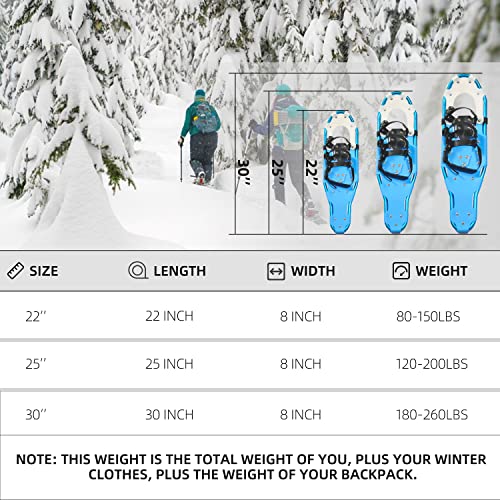 30’’
25’’
22’’
SIZE LENGTH WIDTH WEIGHT
22’’ 22 INCH 8 INCH 80-150LBS
25’’ 25 INCH 8 INCH 120-200LBS
30’’ 30 INCH 8 INCH 180-260LBS
NOTE: THIS WEIGHT IS THE TOTAL WEIGHT OF YOU, PLUS YOUR WINTER
CLOTHES, PLUS THE WEIGHT OF YOUR BACKPACK.